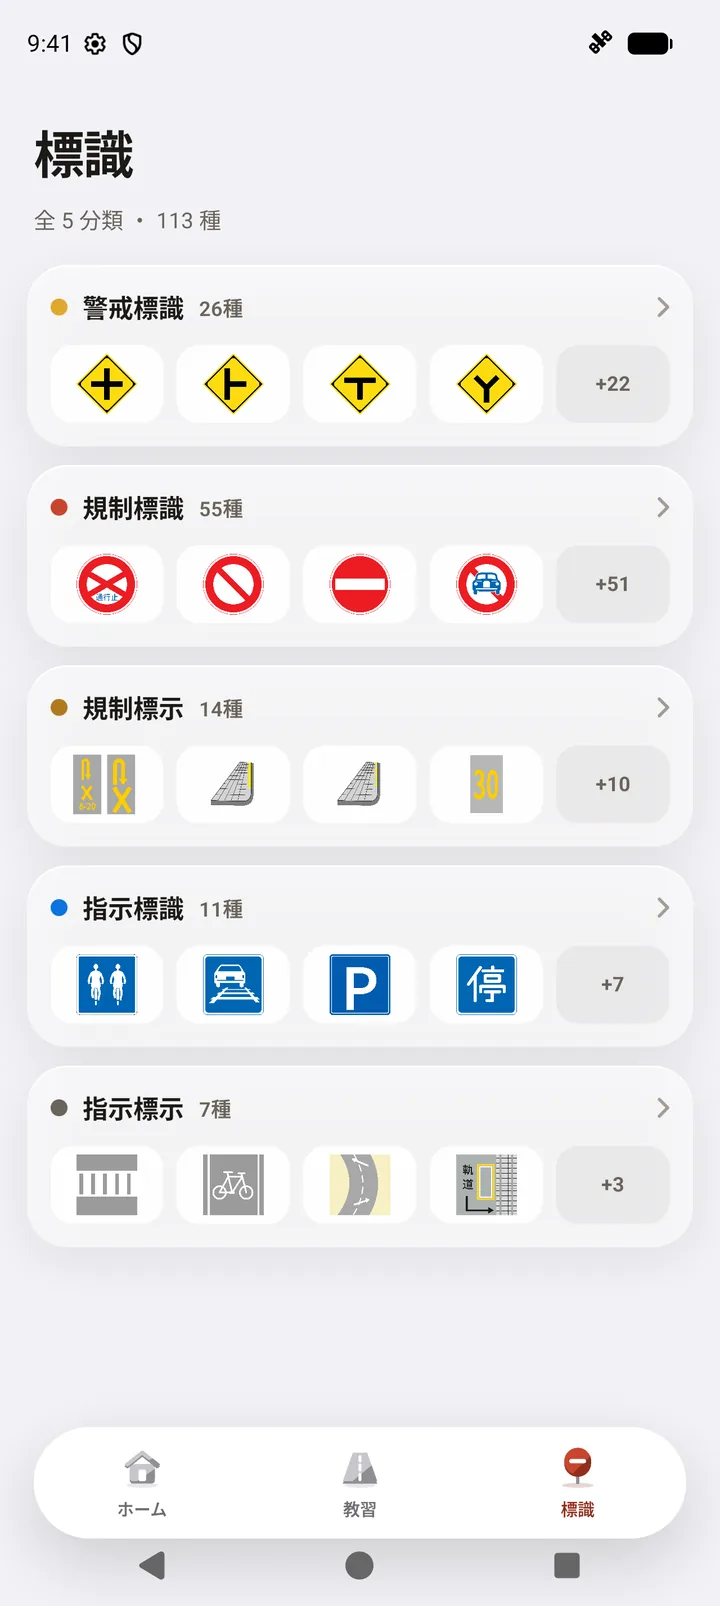 9:41
標識
全 5 分類 • 113 種
警戒標識 26種
+22
規制標識 55種
通行止
+51
規制標示 14種
8-20
30
+10
指示標識 11種
P
停
+7
指示標示 7種
軌道
+3
ホーム
教習
標識